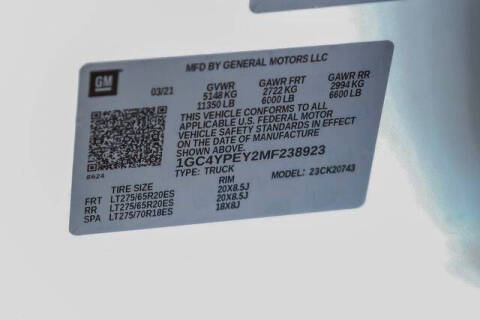 MFD BY GENERAL MOTORS LLC
GM
03/21
GVWR GAWR FRT GAWR RR
5148 KG 2722 KG 2994 KG
11350 LB 6000 LB 6600 LB
THIS VEHICLE CONFORMS TO ALL
APPLICABLE U.S. FEDERAL MOTOR
VEHICLE SAFETY STANDARDS IN EFFECT
ON THE DATE OF MANUFACTURE
SHOWN ABOVE.
1GC4YPEY2MF238923
8624 TYPE: TRUCK MODEL: 23CK20743
TIRE SIZE RIM
FRT LT275/65R20ES 20X8.5J
RR LT275/65R20ES 20X8.5J
SPA LT275/70R18ES 18X8J